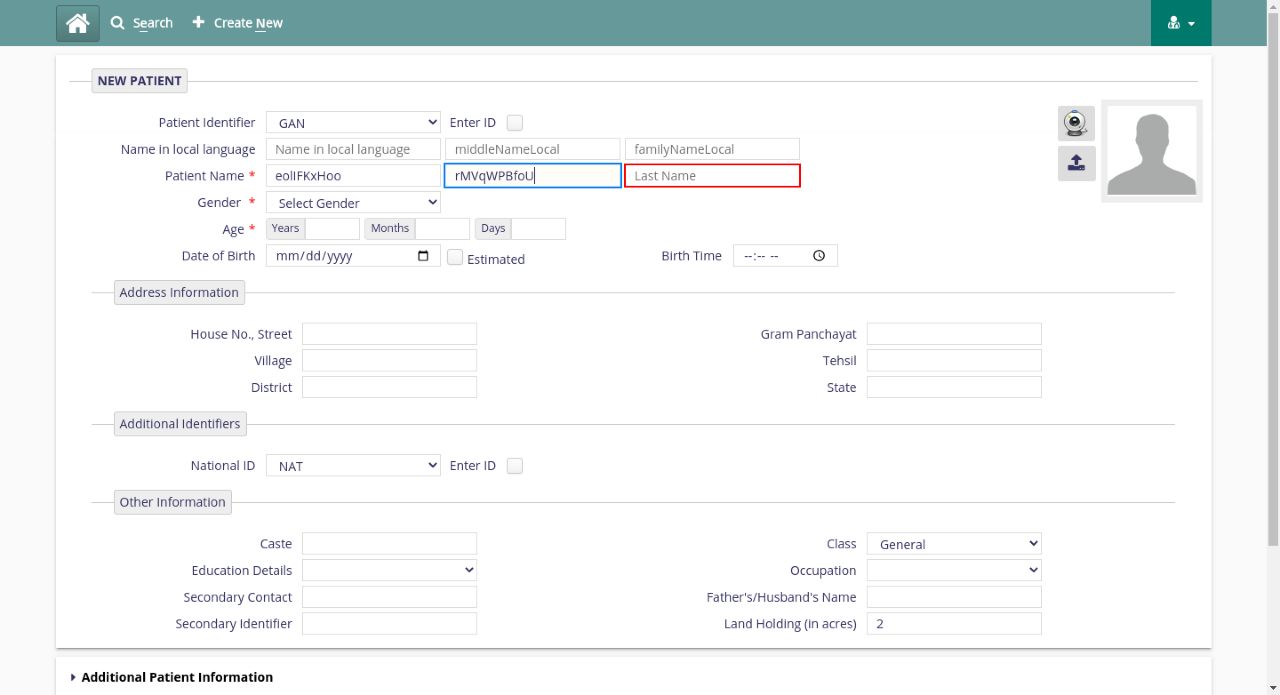 Search Create New
NEW PATIENT
Patient Identifier GAN Enter ID
Name in local language Name in local language middleNameLocal familyNameLocal
Patient Name * eolIFKxHoo rMVqWPBfoU Last Name
Gender * Select Gender
Age * Years Months Days
Date of Birth mm/dd/yyyy Estimated Birth Time --:-- --
Address Information
House No., Street Gram Panchayat
Village Tehsil
District State
Additional Identifiers
National ID NAT Enter ID
Other Information
Caste Class General
Education Details Occupation
Secondary Contact Father's/Husband's Name
Secondary Identifier Land Holding (in acres) 2
Additional Patient Information